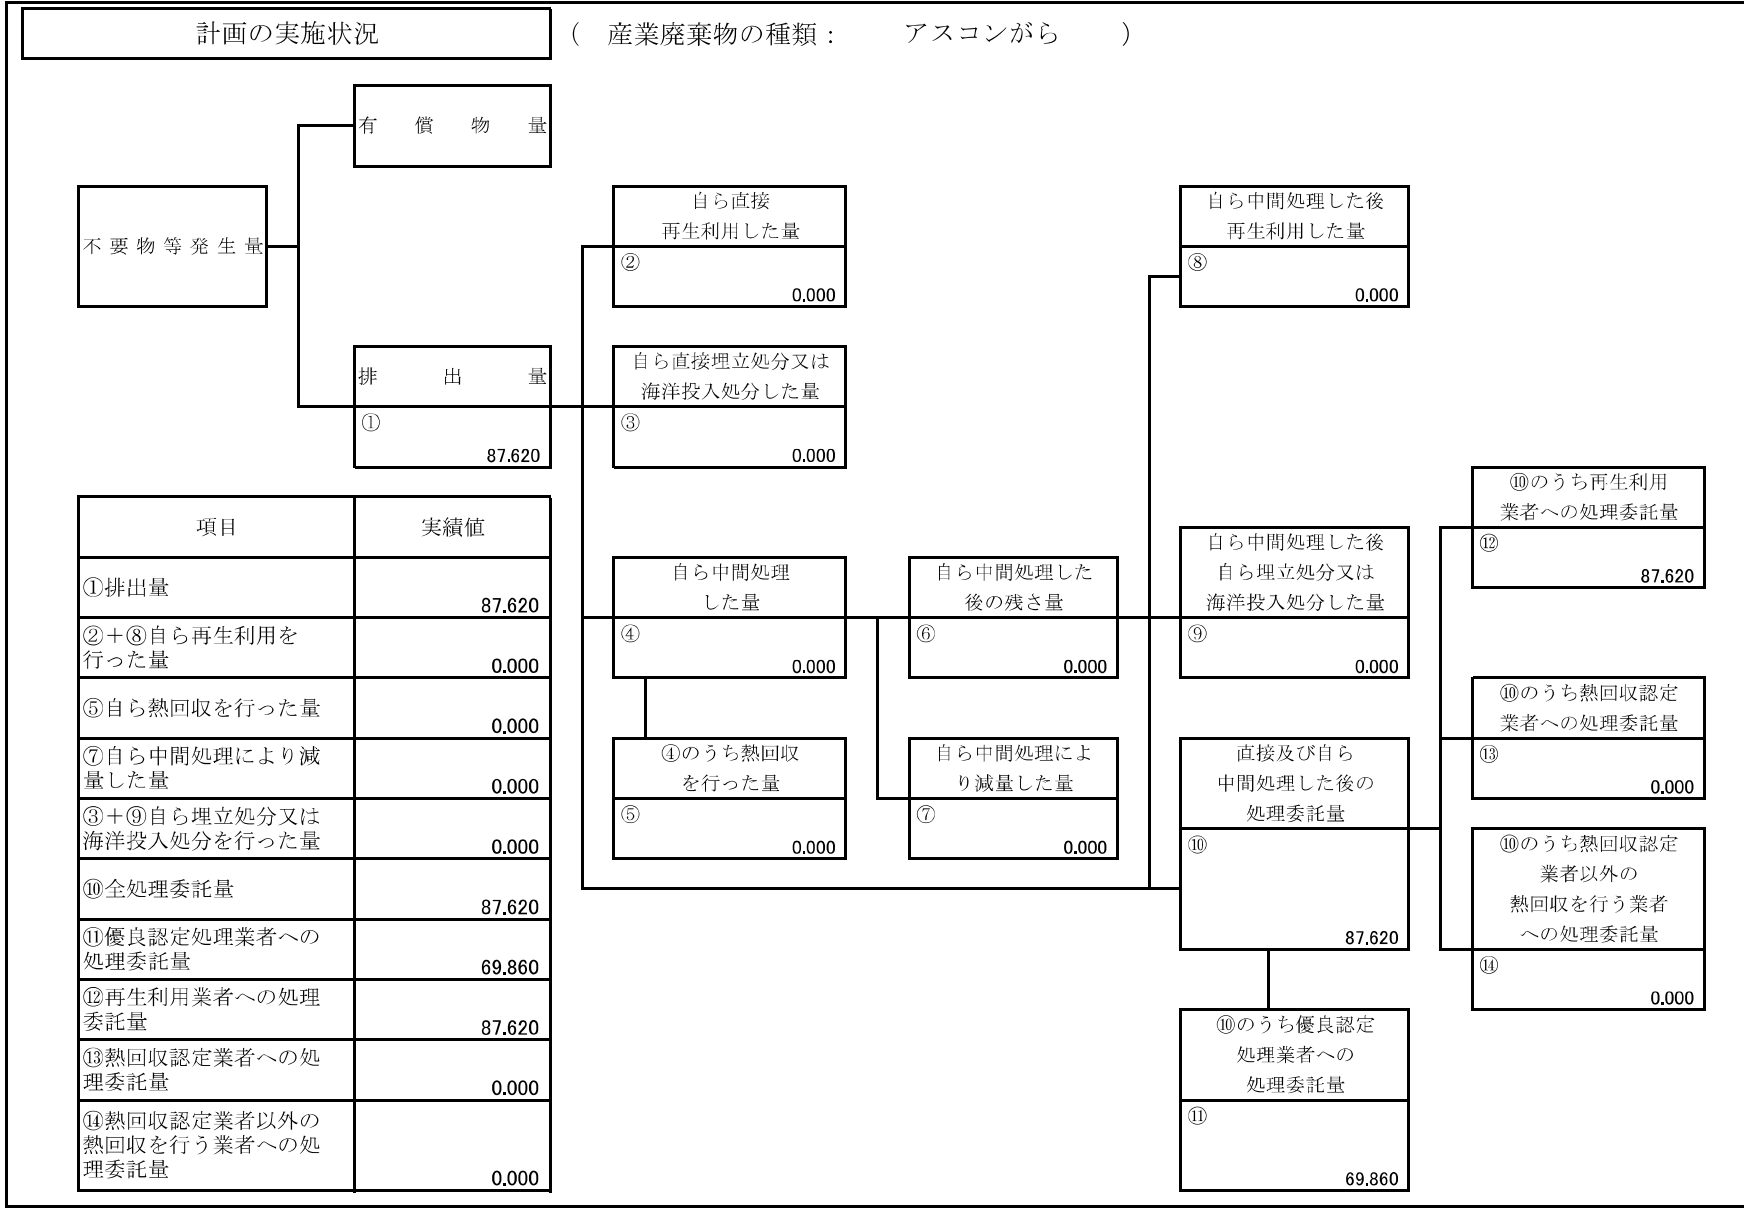 計画の実施状況
( 産業廃棄物の種類: アスコンがら )
有償物量
不要物等発生量
排出量
①
87.620
自ら直接
再生利用した量
②
0.000
自ら直接埋立処分又は
海洋投入処分した量
③
0.000
自ら中間処理
した量
④
0.000
④のうち熱回収
を行った量
⑤
0.000
自ら中間処理した
後の残さ量
⑥
0.000
自ら中間処理によ
り減量した量
⑦
0.000
自ら中間処理した後
再生利用した量
⑧
0.000
自ら中間処理した後
自ら埋立処分又は
海洋投入処分した量
⑨
0.000
直接及び自ら
中間処理した後の
処理委託量
⑩
87.620
⑩のうち優良認定
処理業者への
処理委託量
⑪
69.860
⑩のうち再生利用
業者への処理委託量
⑫
87.620
⑩のうち熱回収認定
業者への処理委託量
⑬
0.000
⑩のうち熱回収認定
業者以外の
熱回収を行う業者
への処理委託量
⑭
0.000
項目 実績値
①排出量
87.620
②+⑧自ら再生利用を
行った量
0.000
⑤自ら熱回収を行った量
0.000
⑦自ら中間処理により減
量した量
0.000
③+⑨自ら埋立処分又は
海洋投入処分を行った量
0.000
⑩全処理委託量
87.620
⑪優良認定処理業者への
処理委託量
69.860
⑫再生利用業者への処理
委託量
87.620
⑬熱回収認定業者への処
理委託量
0.000
⑭熱回収認定業者以外の
熱回収を行う業者への処
理委託量
0.000